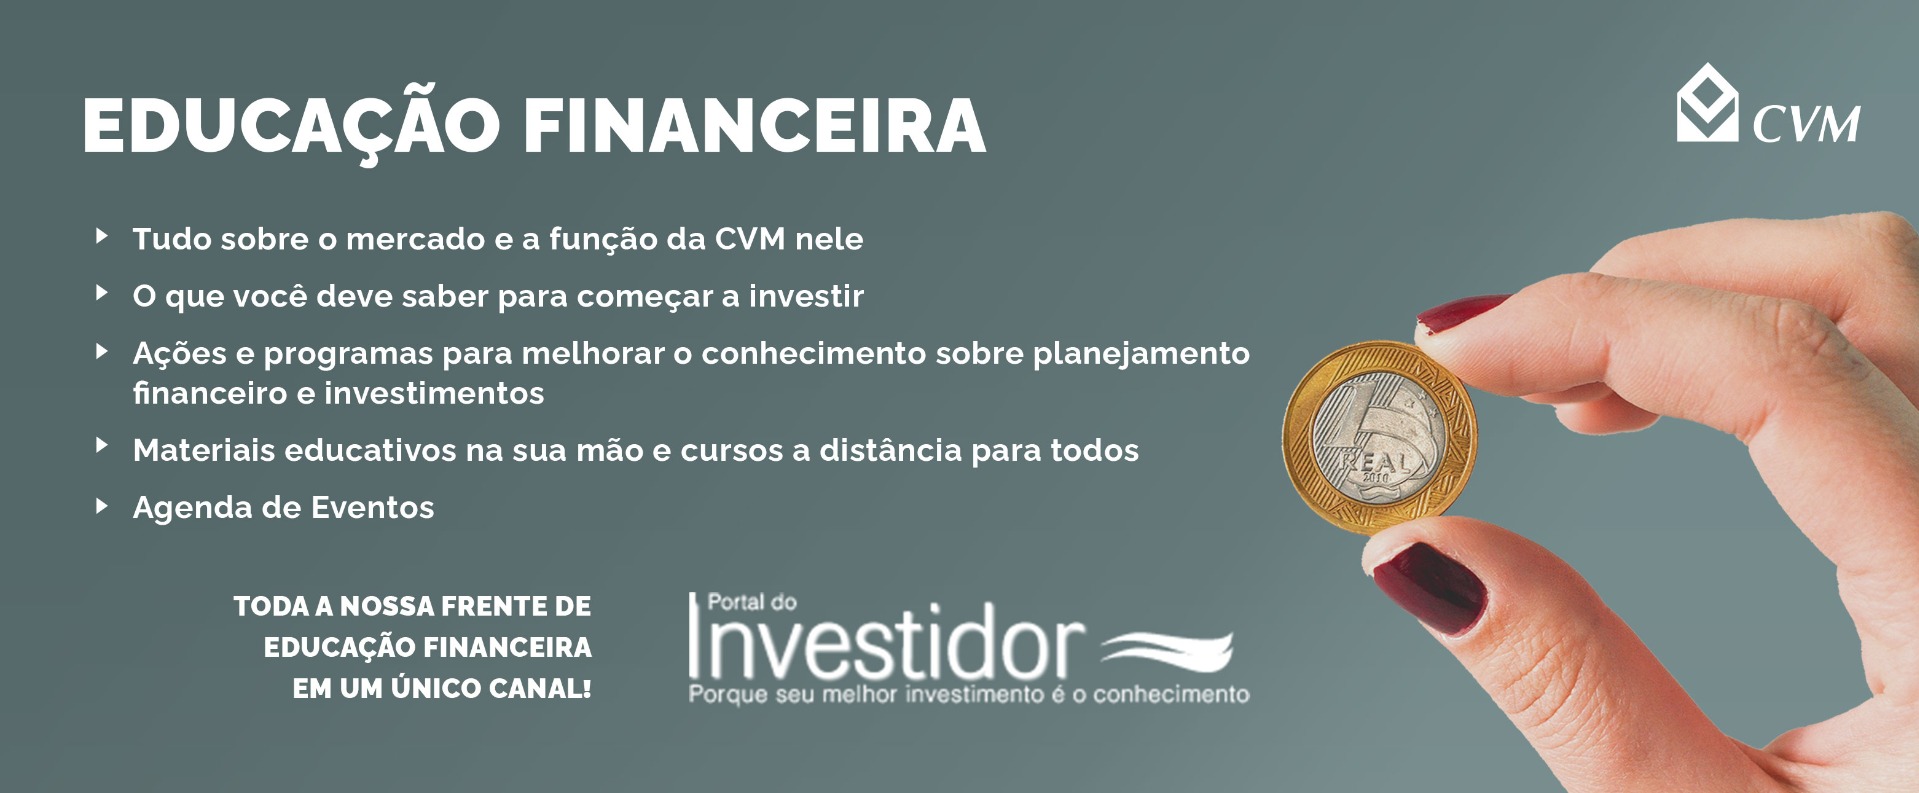 EDUCAÇÃO FINANCEIRA
CVM
Tudo sobre o mercado e a função da CVM nele
O que você deve saber para começar a investir
Ações e programas para melhorar o conhecimento sobre planejamento
financeiro e investimentos
Materiais educativos na sua mão e cursos a distância para todos
Agenda de Eventos
1
REAL
2010
TODA A NOSSA FRENTE DE
EDUCAÇÃO FINANCEIRA
EM UM ÚNICO CANAL!
Portal do
Investidor
Porque seu melhor investimento é o conhecimento